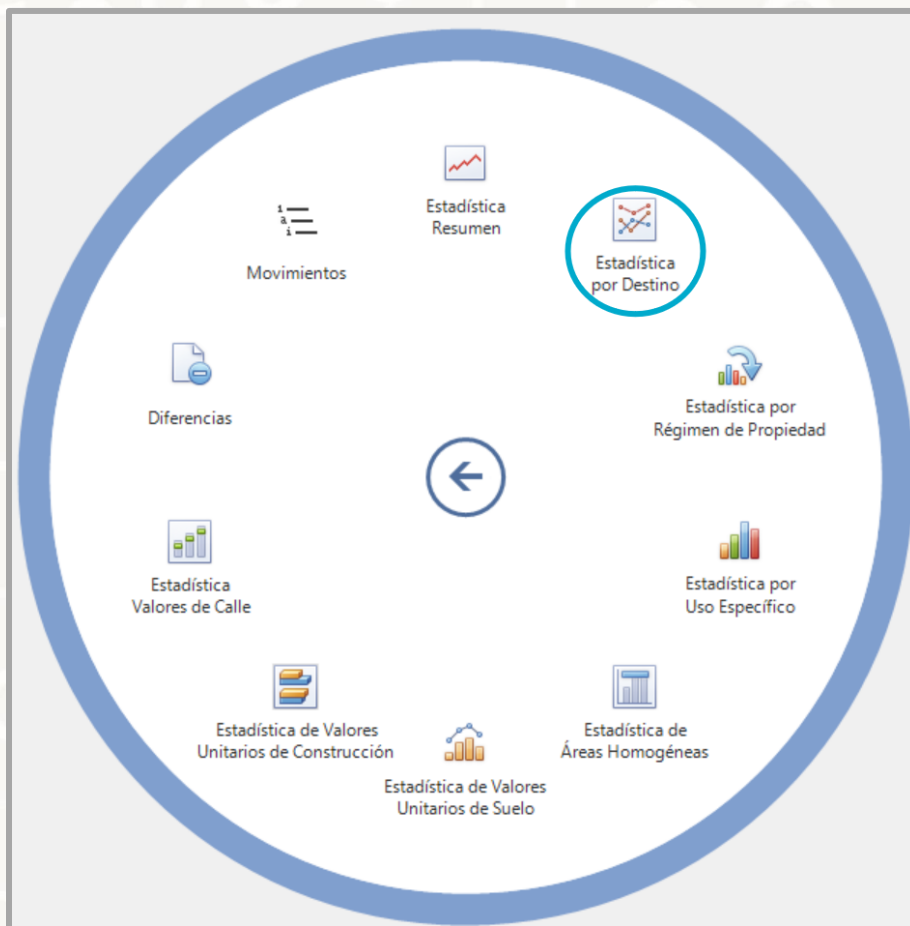 Estadística
Resumen
Estadística
por Destino
Estadística por
Régimen de Propiedad
Estadística por
Uso Específico
Estadística de
Áreas Homogéneas
Estadística de Valores
Unitarios de Suelo
Estadística de Valores
Unitarios de Construcción
Estadística
Valores de Calle
Diferencias
1
a
i
Movimientos